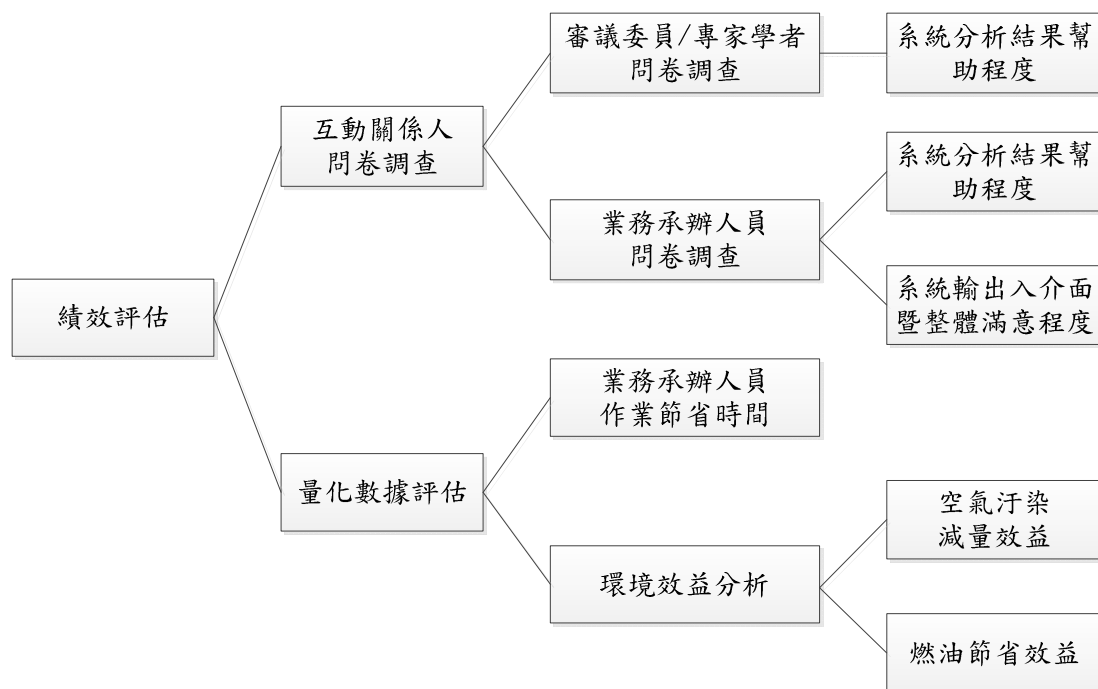 績效評估
互動關係人
問卷調查
審議委員/專家學者
問卷調查
系統分析結果幫
助程度
業務承辦人員
問卷調查
系統分析結果幫
助程度
系統輸出入介面
暨整體滿意程度
量化數據評估
業務承辦人員
作業節省時間
環境效益分析
空氣汙染
減量效益
燃油節省效益